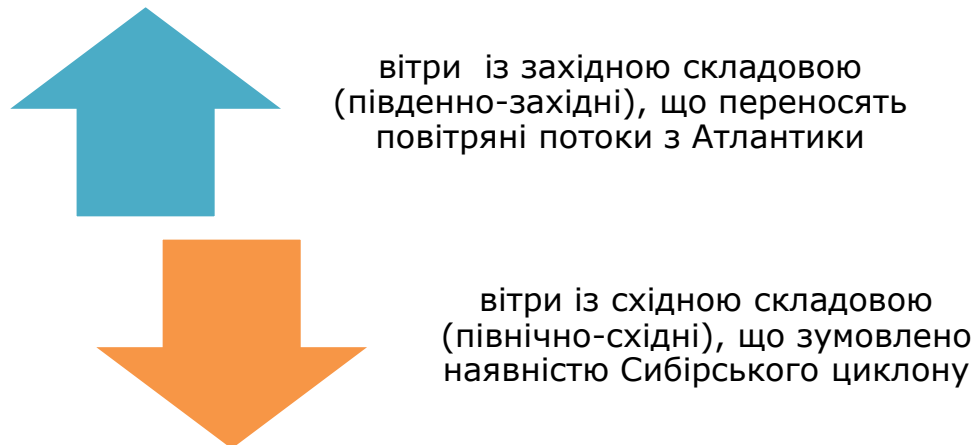 вітри із західною складовою
(південно-західні), що переносять
повітряні потоки з Атлантики
вітри із східною складовою
(північно-східні), що зумовлено
наявністю Сибірського циклону